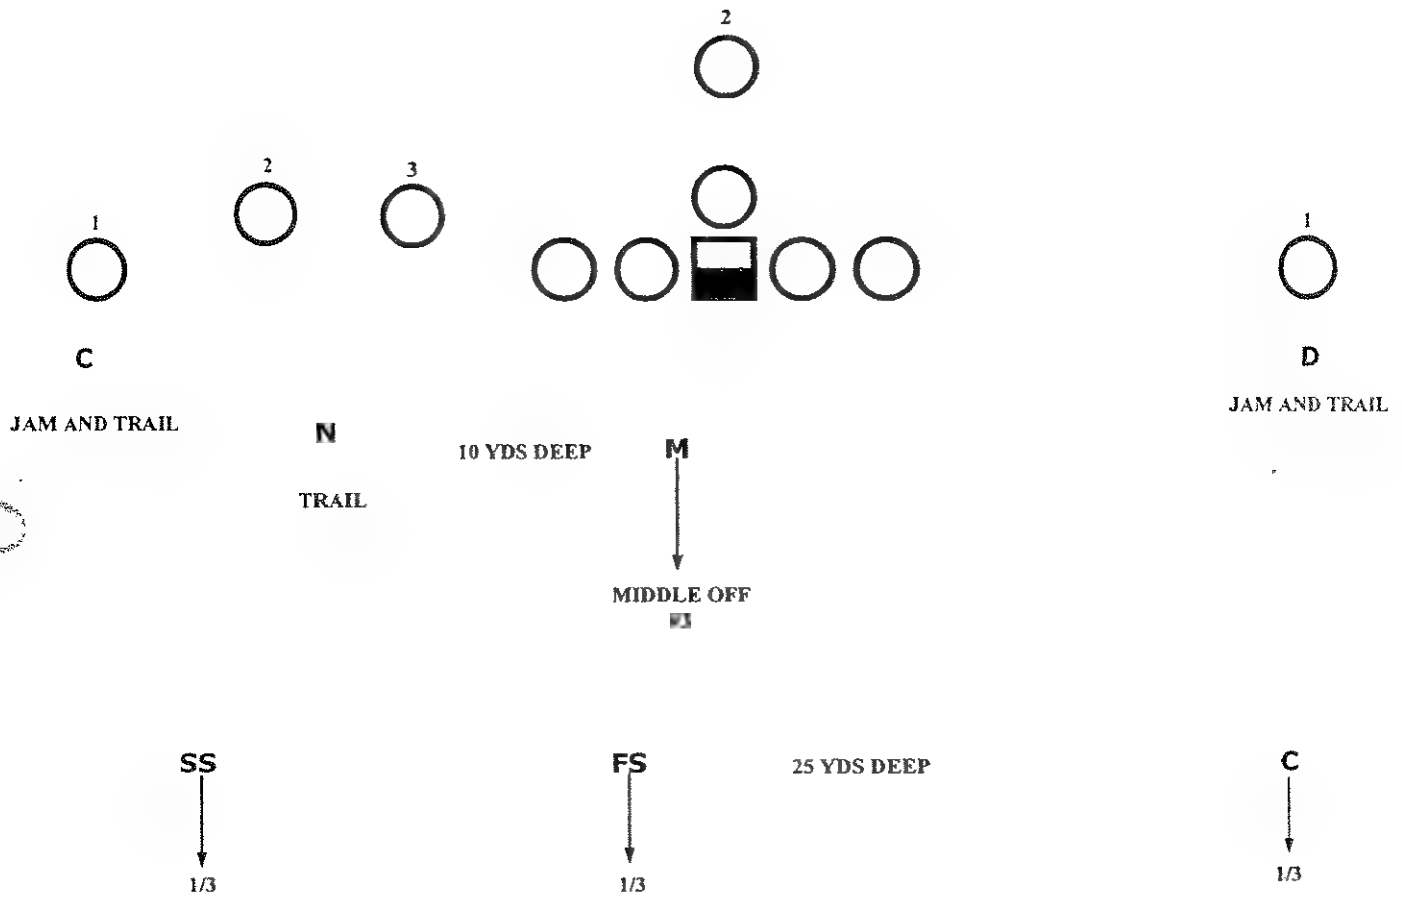 2
2
3
1
1
C
D
JAM AND TRAIL
JAM AND TRAIL
N
10 YDS DEEP
M
TRAIL
MIDDLE OFF
#3
SS
FS
25 YDS DEEP
C
1/3
1/3
1/3